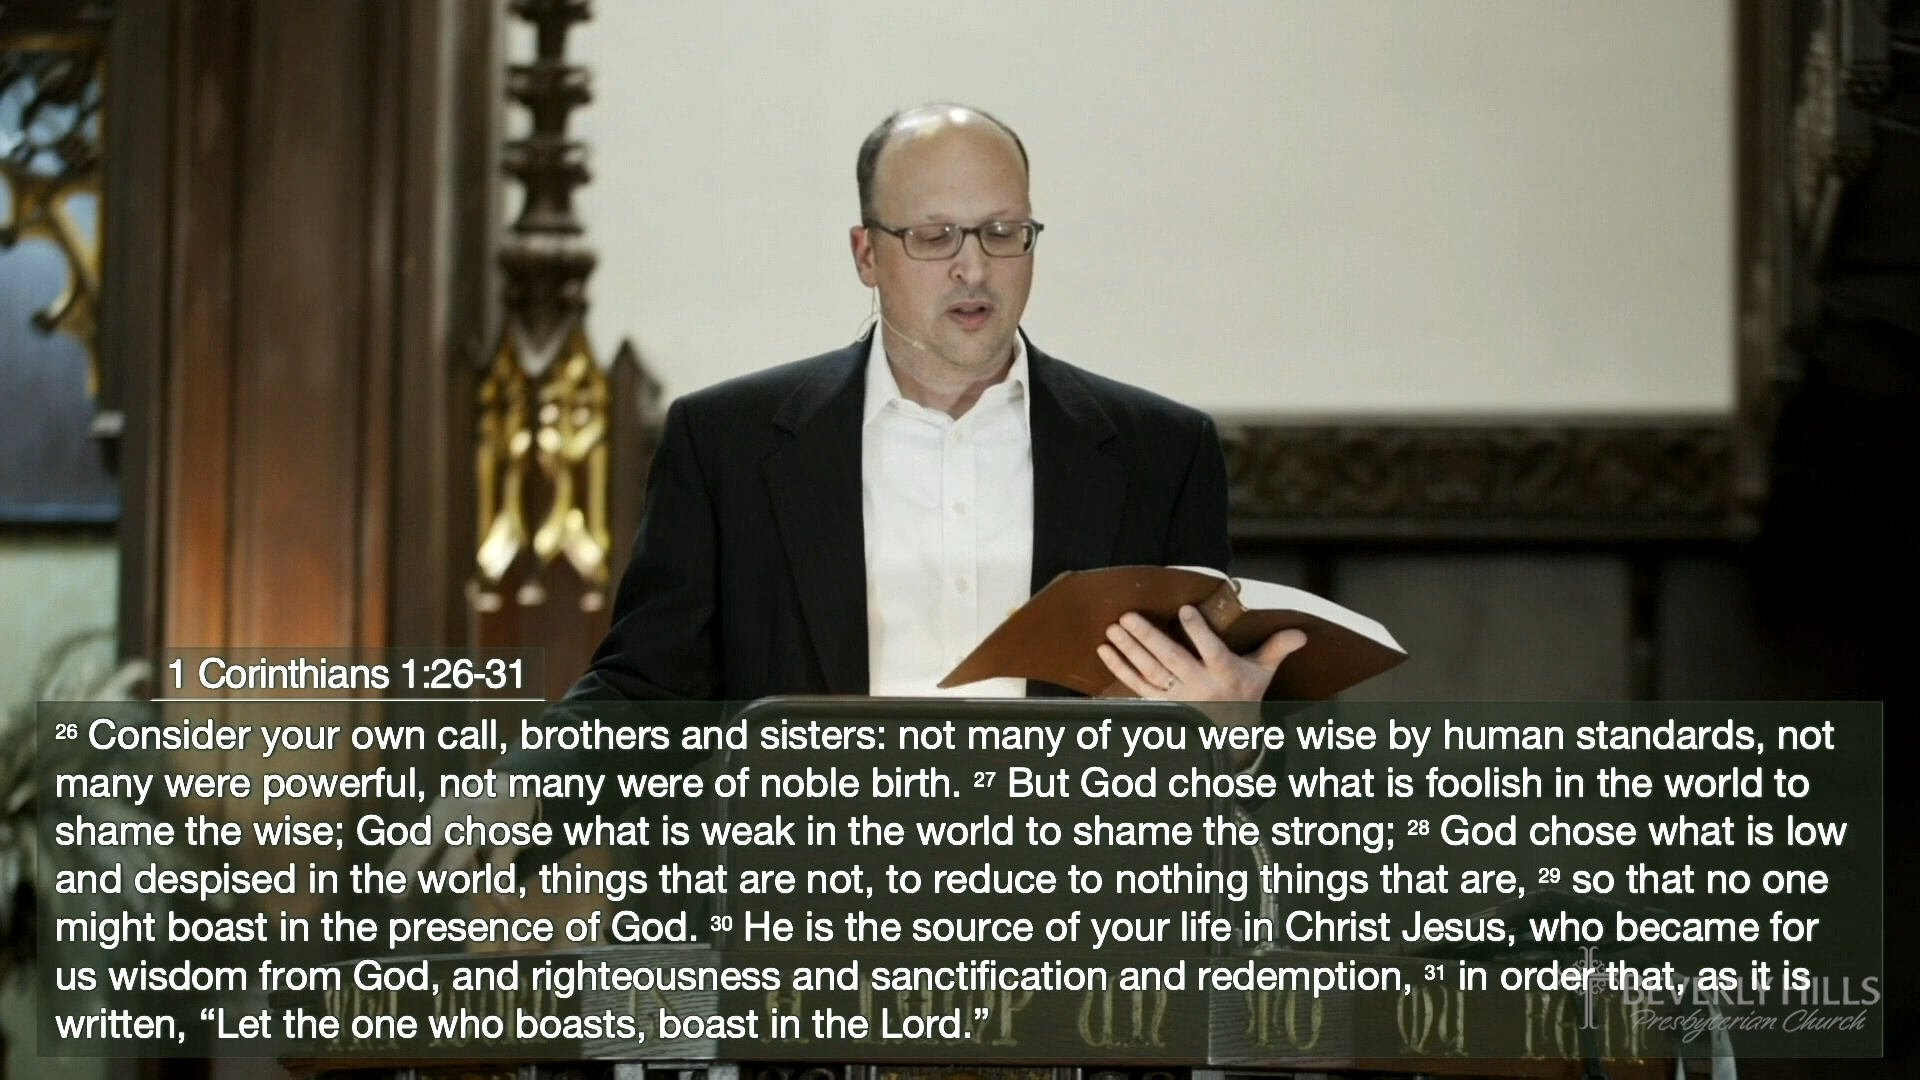 1 Corinthians 1:26-31
26 Consider your own call, brothers and sisters: not many of you were wise by human standards, not
many were powerful, not many were of noble birth. 27 But God chose what is foolish in the world to
shame the wise; God chose what is weak in the world to shame the strong; 28 God chose what is low
and despised in the world, things that are not, to reduce to nothing things that are, 29 so that no one
might boast in the presence of God. 30 He is the source of your life in Christ Jesus, who became for
us wisdom from God, and righteousness and sanctification and redemption, 31 in order that, as it is
written, “Let the one who boasts, boast in the Lord.”
BEVERLY HILLS
Presbyterian Church